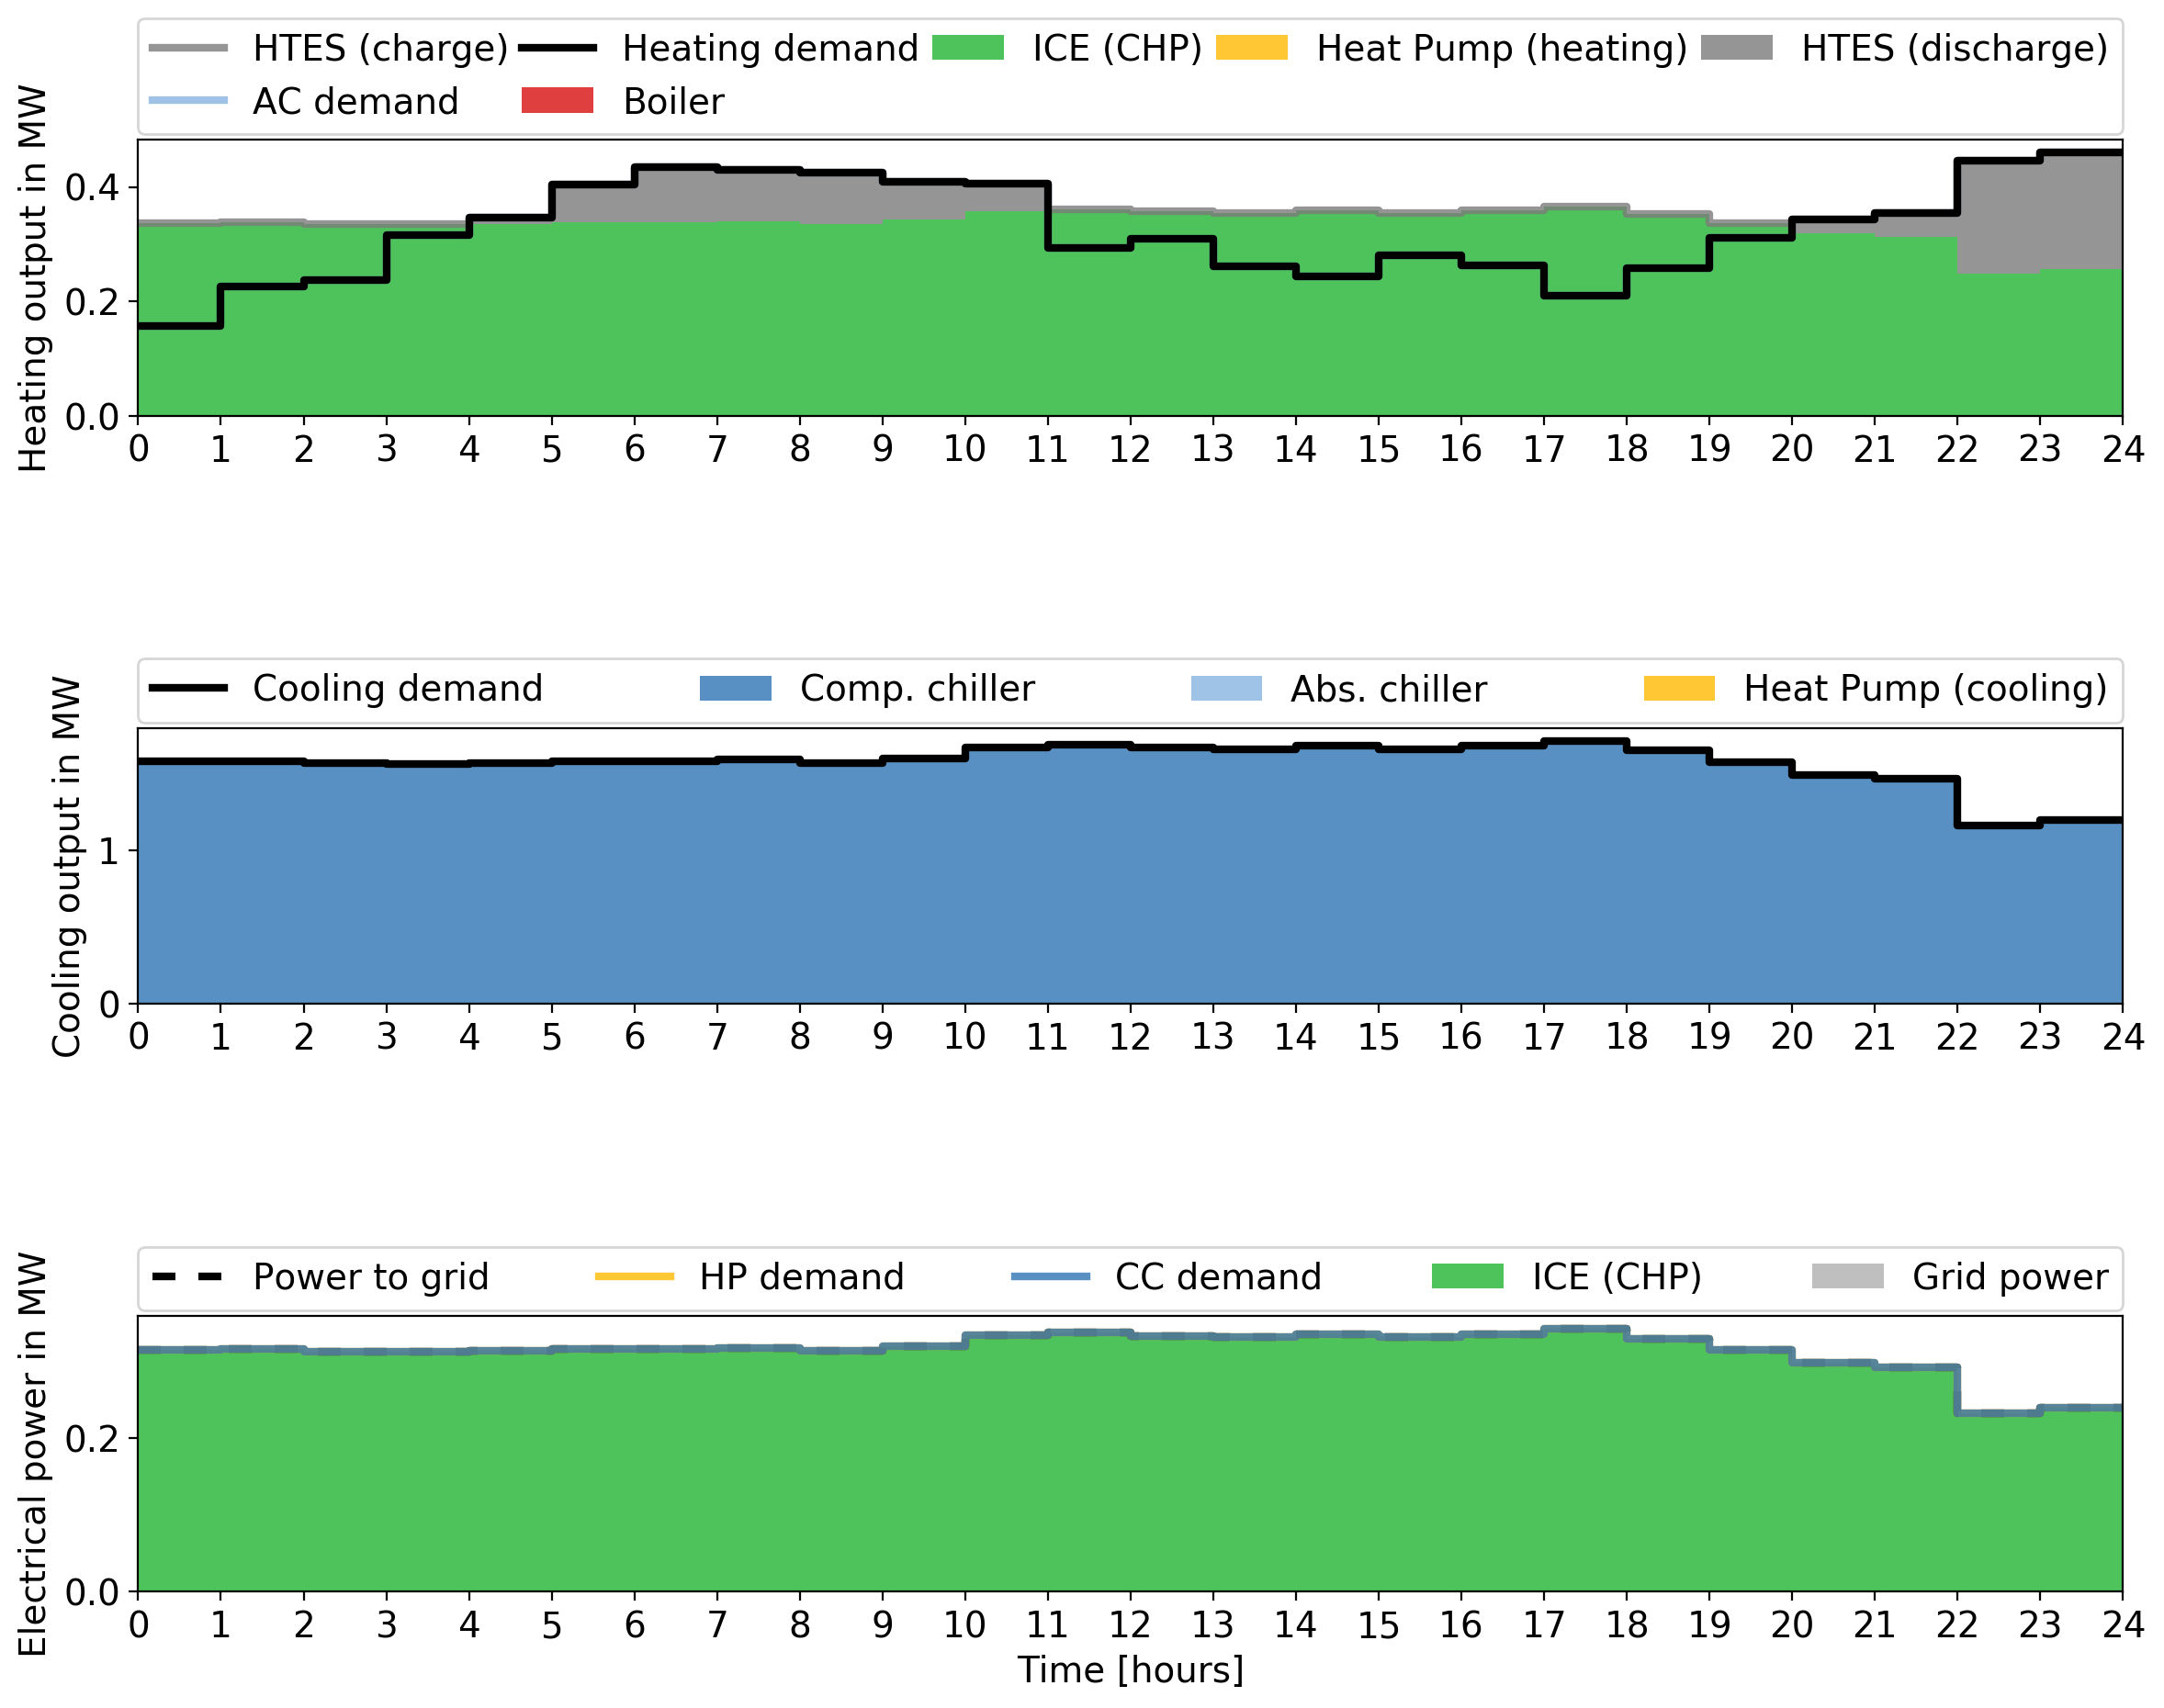 HTES (charge) Heating demand ICE (CHP) Heat Pump (heating) HTES (discharge)
AC demand Boiler
Heating output in MW
0.4
0.2
0.0
0 1 2 3 4 5 6 7 8 9 10 11 12 13 14 15 16 17 18 19 20 21 22 23 24
Cooling demand Comp. chiller Abs. chiller Heat Pump (cooling)
Cooling output in MW
1
0
0 1 2 3 4 5 6 7 8 9 10 11 12 13 14 15 16 17 18 19 20 21 22 23 24
Power to grid HP demand CC demand ICE (CHP) Grid power
Electrical power in MW
0.2
0.0
0 1 2 3 4 5 6 7 8 9 10 11 12 13 14 15 16 17 18 19 20 21 22 23 24
Time [hours]